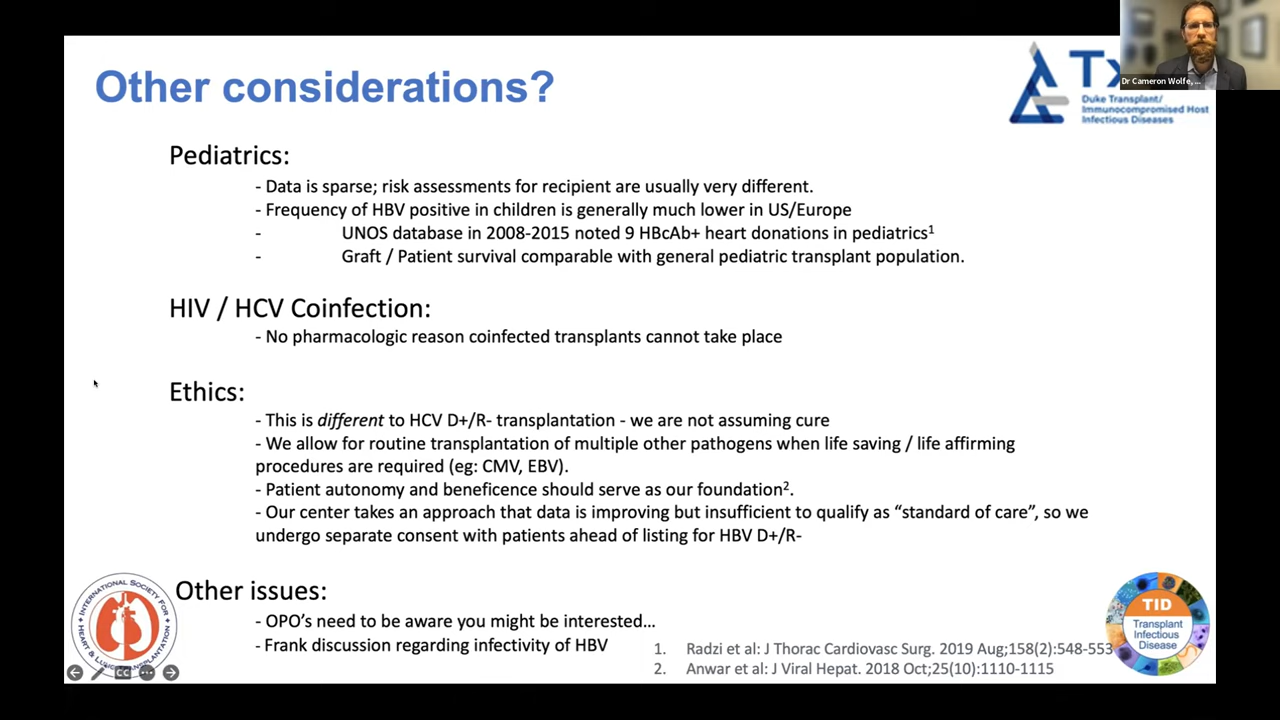 Other considerations?
Tx
Duke Transplant/
Immunocompromised Host
Infectious Diseases
Dr Cameron Wolfe, ...
Pediatrics:
- Data is sparse; risk assessments for recipient are usually very different.
- Frequency of HBV positive in children is generally much lower in US/Europe
- UNOS database in 2008-2015 noted 9 HBcAb+ heart donations in pediatrics¹
- Graft / Patient survival comparable with general pediatric transplant population.
HIV / HCV Coinfection:
- No pharmacologic reason coinfected transplants cannot take place
Ethics:
- This is different to HCV D+/R- transplantation - we are not assuming cure
- We allow for routine transplantation of multiple other pathogens when life saving / life affirming
procedures are required (eg: CMV, EBV).
- Patient autonomy and beneficence should serve as our foundation².
- Our center takes an approach that data is improving but insufficient to qualify as “standard of care”, so we
undergo separate consent with patients ahead of listing for HBV D+/R-
Other issues:
- OPO’s need to be aware you might be interested…
- Frank discussion regarding infectivity of HBV
1. Radzi et al: J Thorac Cardiovasc Surg. 2019 Aug;158(2):548-553
2. Anwar et al: J Viral Hepat. 2018 Oct;25(10):1110-1115
INTERNATIONAL SOCIETY FOR
HEART & LUNG TRANSPLANTATION
CC
TID
Transplant
Infectious
Disease